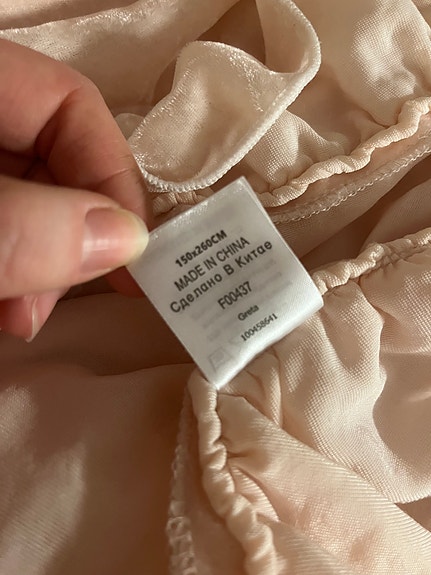 150x260CM
MADE IN CHINA
Сделано В Китае
F00437
Greta
100458641